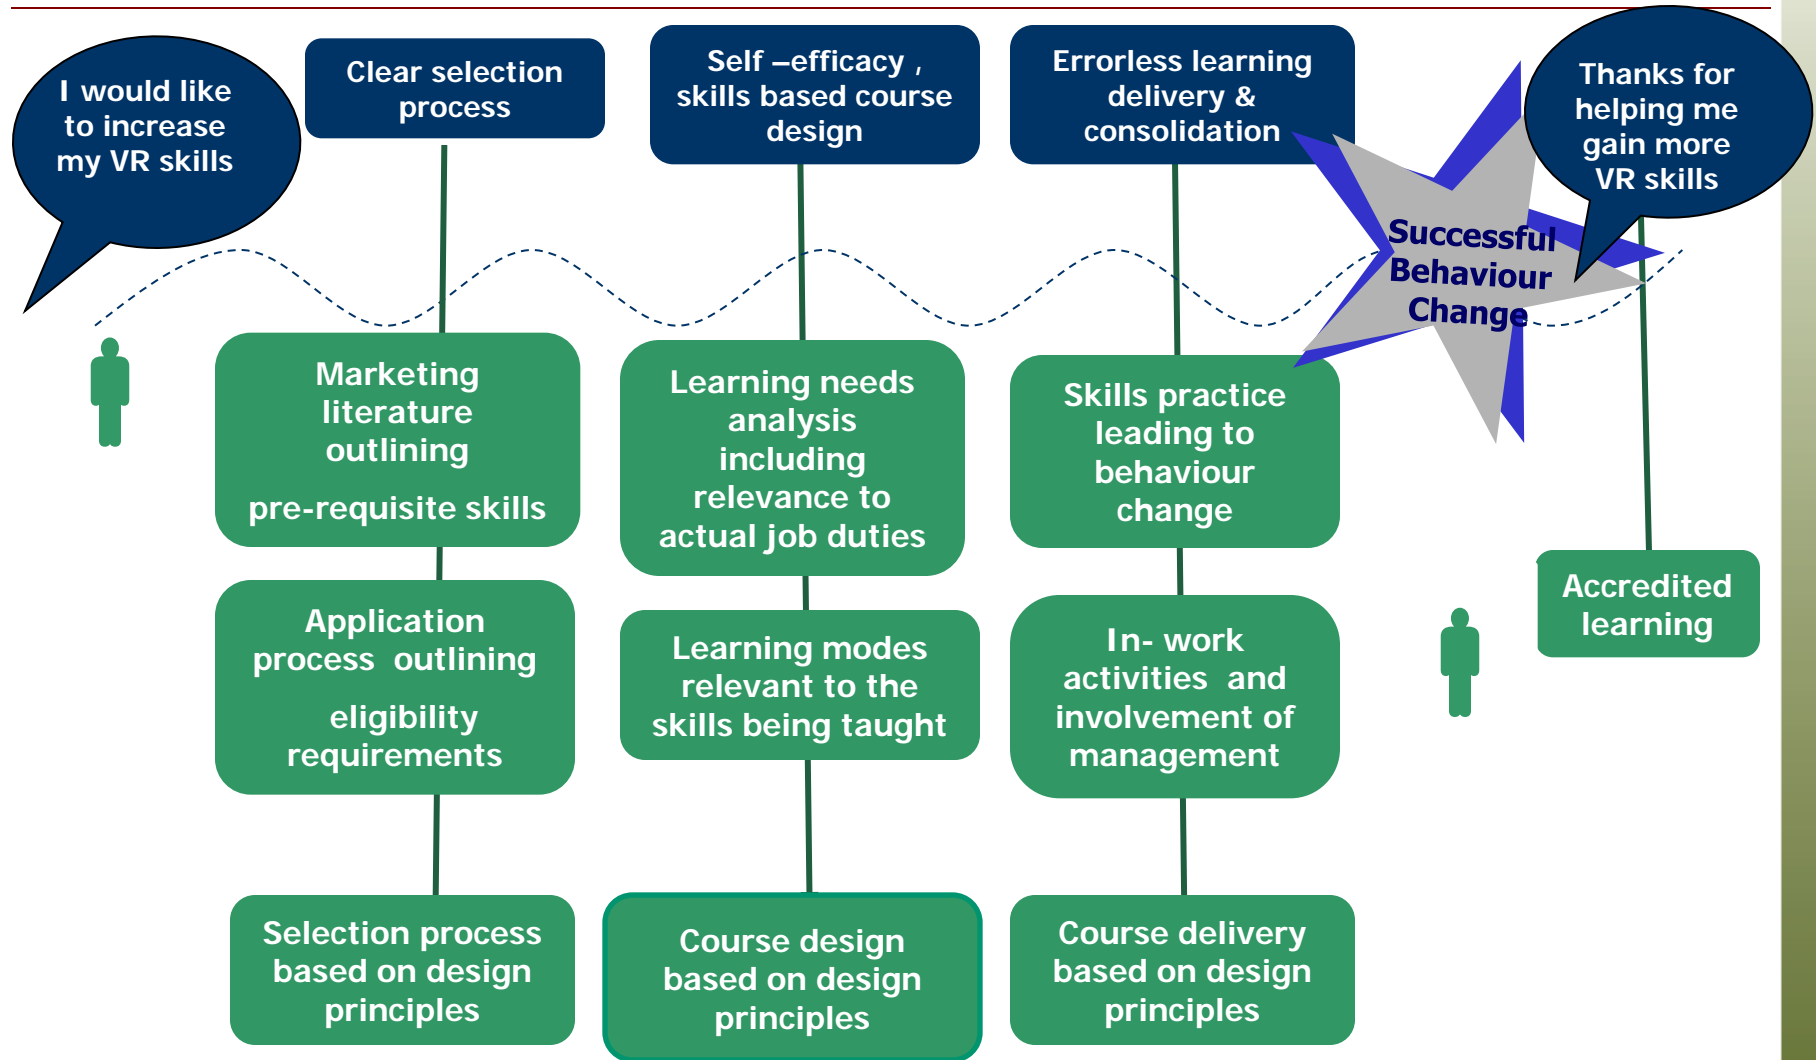 I would like
to increase
my VR skills
Clear selection
process
Self –efficacy ,
skills based course
design
Errorless learning
delivery &
consolidation
Thanks for
helping me
gain more
VR skills
Successful
Behaviour
Change
Marketing
literature
outlining
pre-requisite skills
Learning needs
analysis
including
relevance to
actual job duties
Skills practice
leading to
behaviour
change
Accredited
learning
Application
process outlining
eligibility
requirements
Learning modes
relevant to the
skills being taught
In- work
activities and
involvement of
management
Selection process
based on design
principles
Course design
based on design
principles
Course delivery
based on design
principles